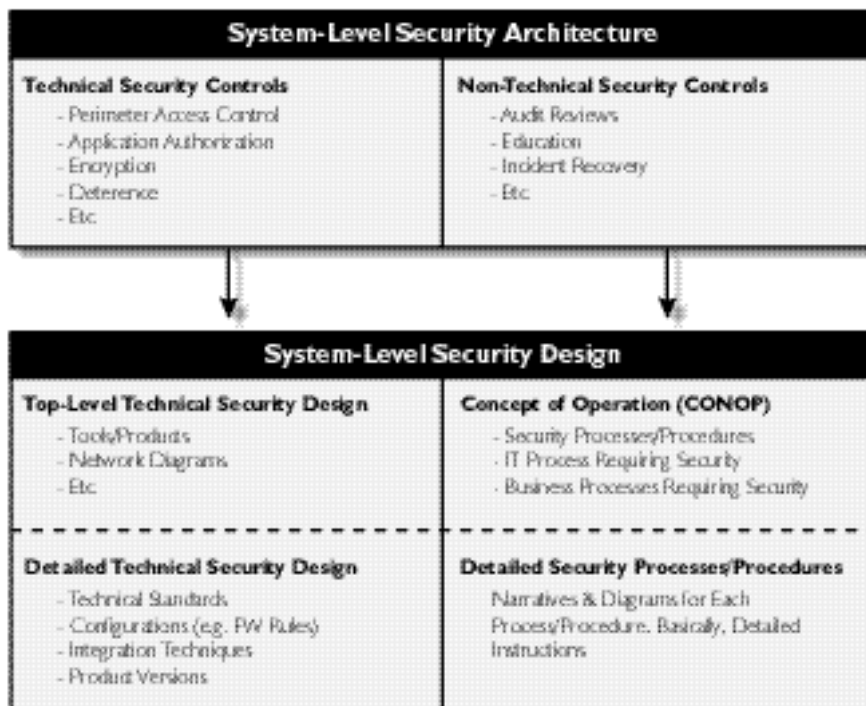 System-Level Security Architecture
Technical Security Controls
- Perimeter Access Control
- Application Authorization
- Encryption
- Deterence
- Etc
Non-Technical Security Controls
- Audit Reviews
- Education
- Incident Recovery
- Etc
System-Level Security Design
Top-Level Technical Security Design
- Tools/Products
- Network Diagrams
- Etc
Concept of Operation (CONOP)
- Security Processes/Procedures
- IT Process Requiring Security
- Business Processes Requiring Security
Detailed Technical Security Design
- Technical Standards
- Configurations (e.g. FW Rules)
- Integration Techniques
- Product Versions
Detailed Security Processes/Procedures
Narratives & Diagrams for Each
Process/Procedure. Basically, Detailed
Instructions